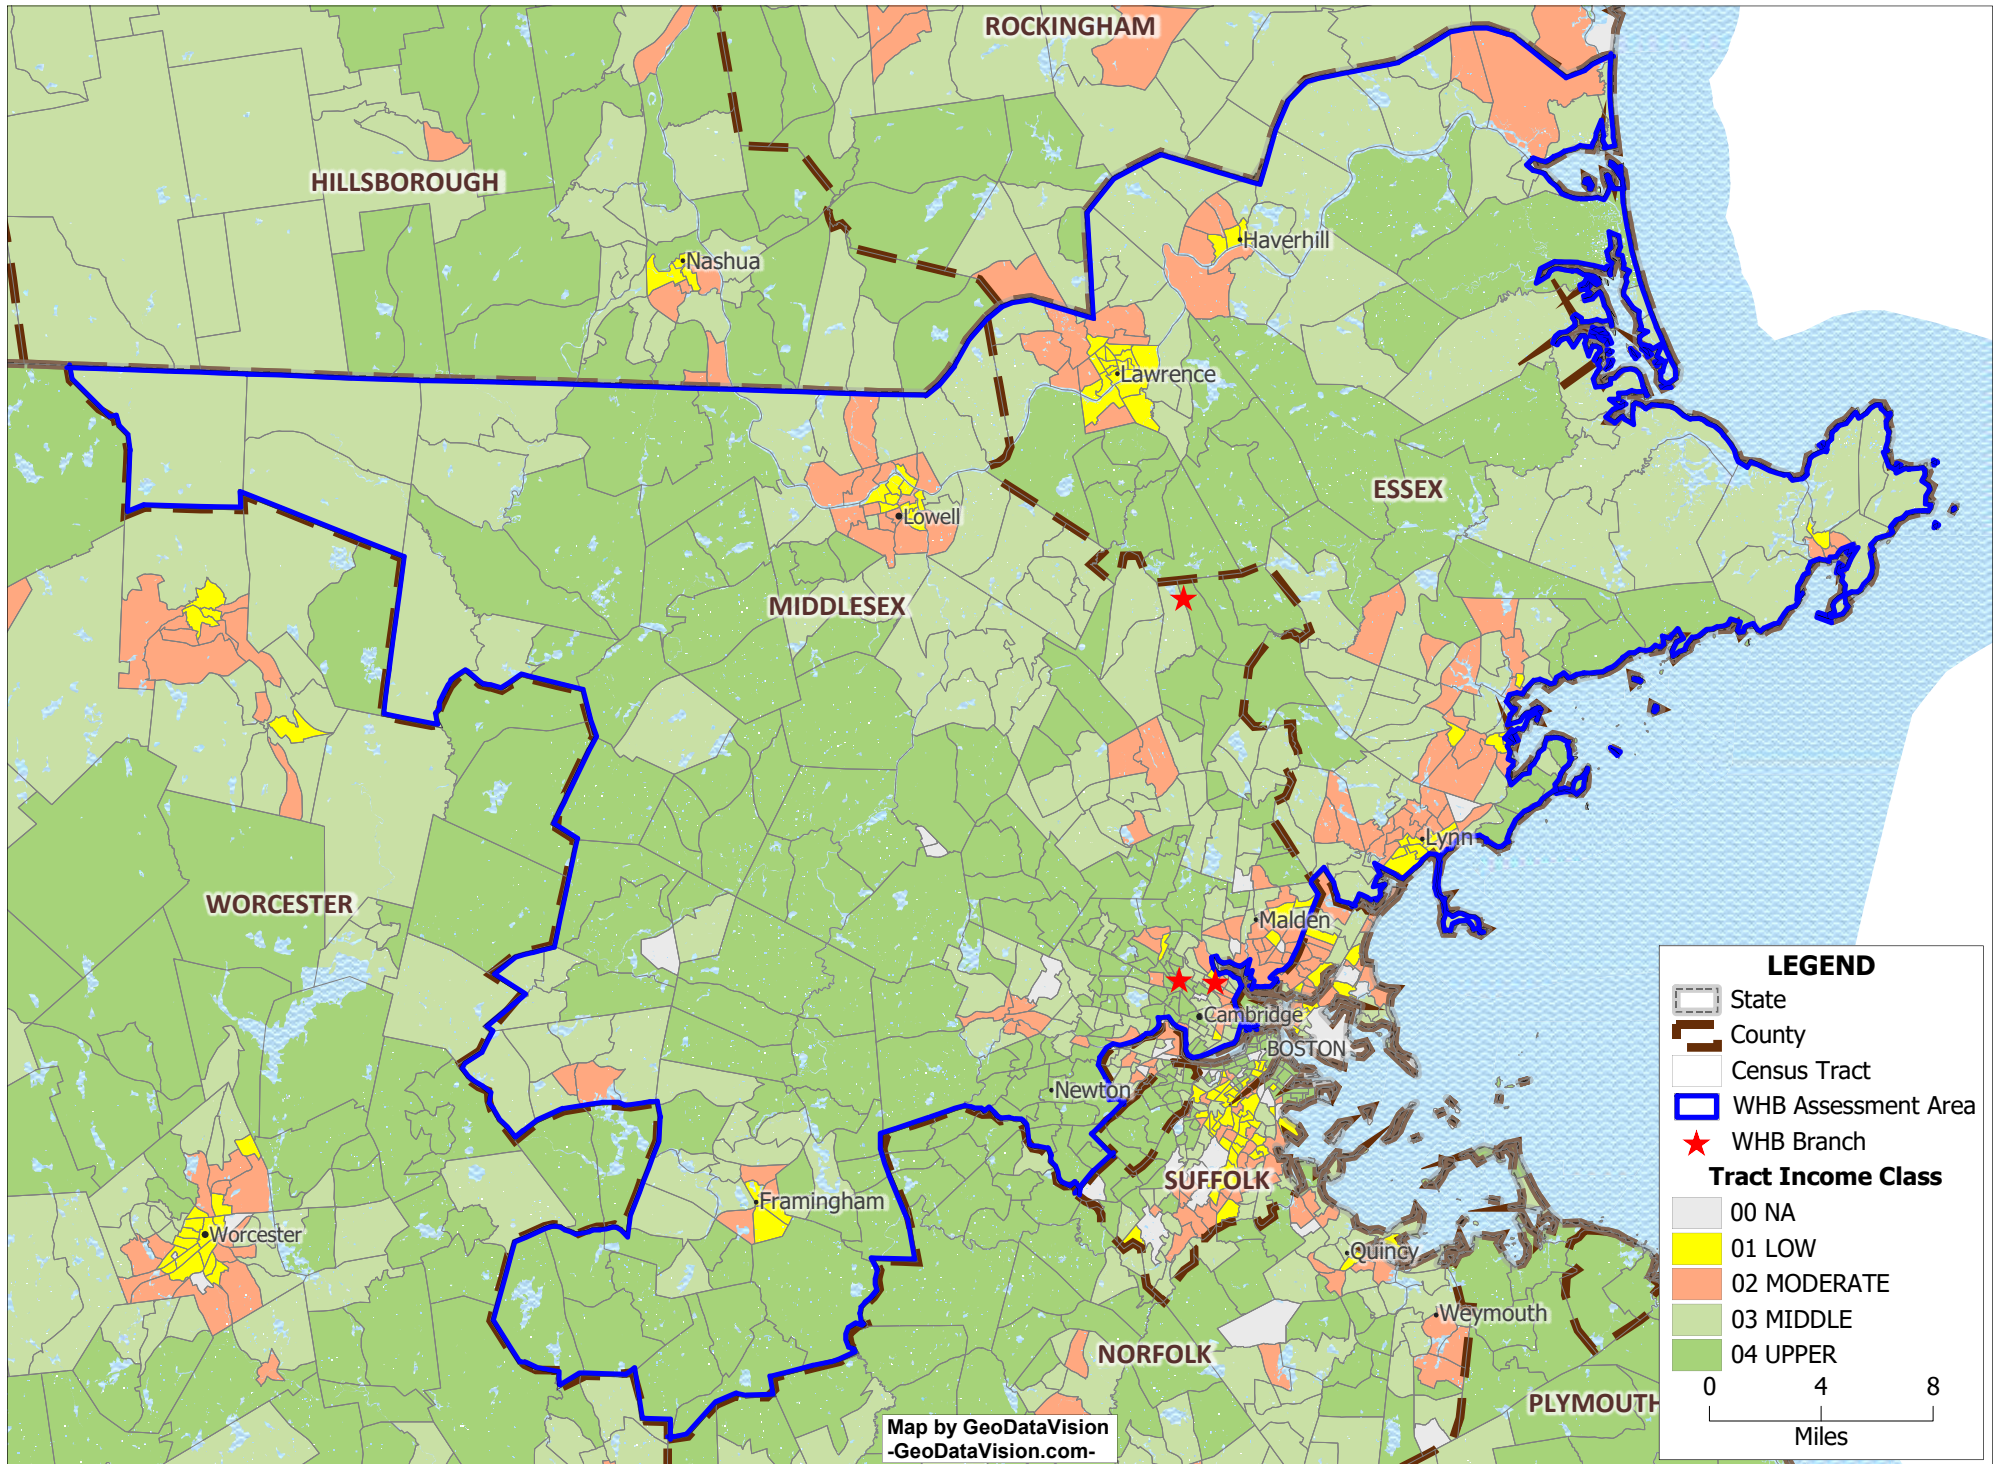 ROCKINGHAM
HILLSBOROUGH
Haverhill
Nashua
Lawrence
ESSEX
Lowell
MIDDLESEX
Lynn
WORCESTER
Malden
Cambridge
BOSTON
Newton
SUFFOLK
Framingham
Worcester
Quincy
Weymouth
NORFOLK
PLYMOUTH
LEGEND
State
County
Census Tract
WHB Assessment Area
WHB Branch
Tract Income Class
00 NA
01 LOW
02 MODERATE
03 MIDDLE
04 UPPER
0 4 8
Miles
Map by GeoDataVision
-GeoDataVision.com-